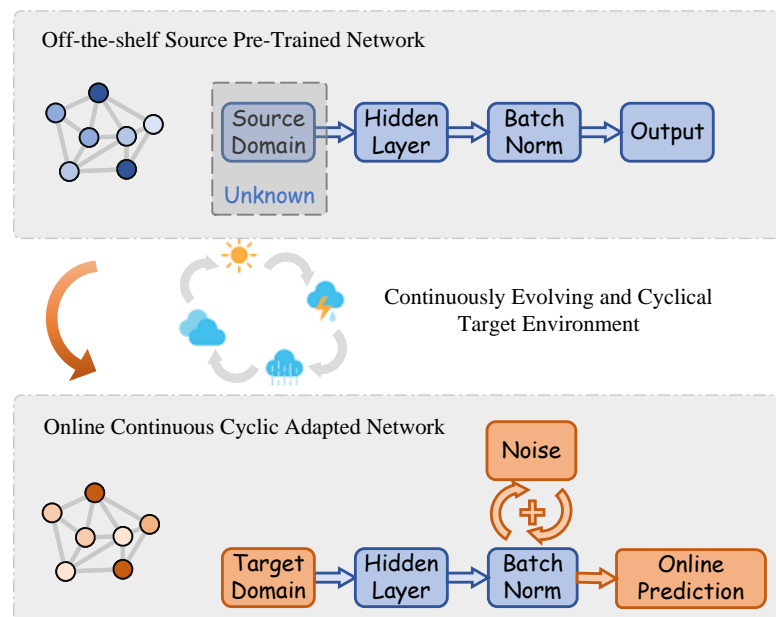 Off-the-shelf Source Pre-Trained Network
Source
Domain
Unknown
Hidden
Layer
Batch
Norm
Output
Continuously Evolving and Cyclical
Target Environment
Online Continuous Cyclic Adapted Network
Noise
Target
Domain
Hidden
Layer
Batch
Norm
Online
Prediction